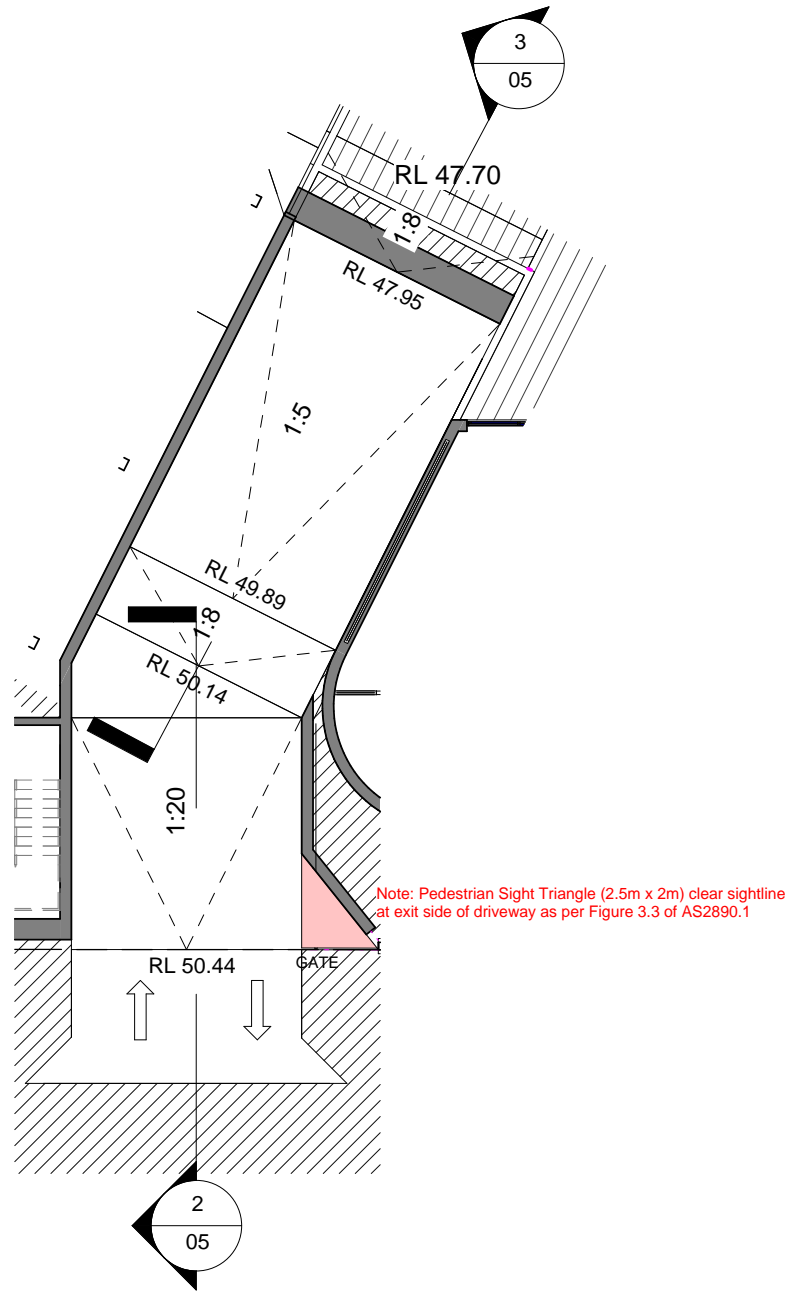 3
05
RL 47.70
1:8
RL 47.95
1:5
RL 49.89
1:8
RL 50.14
1:20
Note: Pedestrian Sight Triangle (2.5m x 2m) clear sightline
at exit side of driveway as per Figure 3.3 of AS2890.1
RL 50.44
GATE
2
05